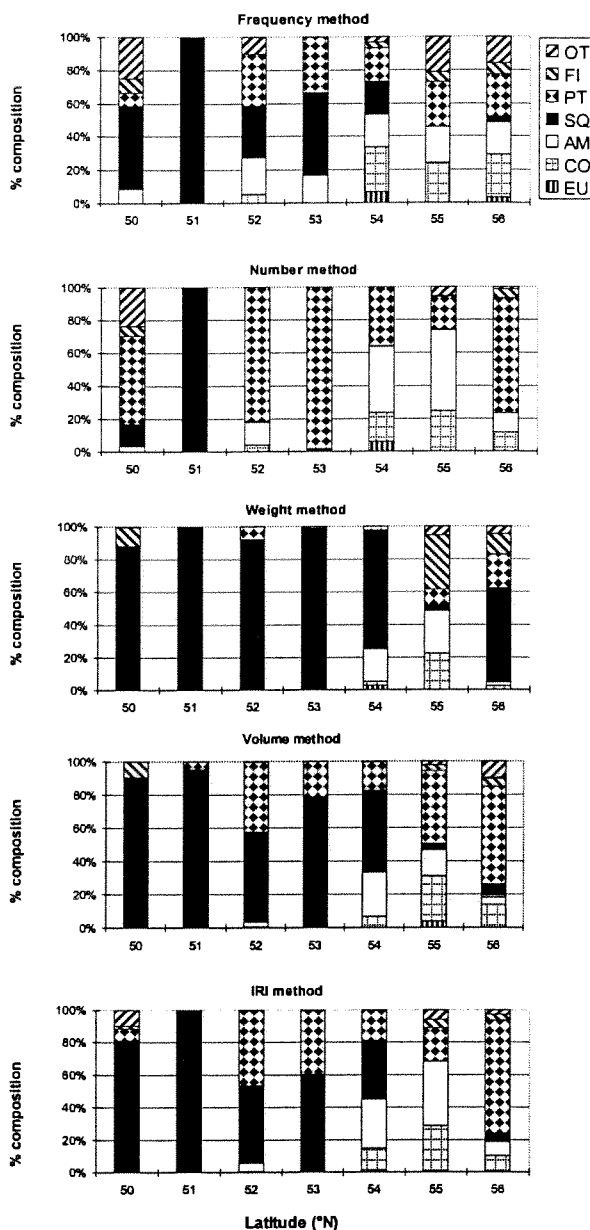 Frequency method
% composition
100%
80%
60%
40%
20%
0%
50 51 52 53 54 55 56
OT
FI
PT
SQ
AM
CO
EU
Number method
% composition
100%
80%
60%
40%
20%
0%
50 51 52 53 54 55 56
Weight method
% composition
100%
80%
60%
40%
20%
0%
50 51 52 53 54 55 56
Volume method
% composition
100%
80%
60%
40%
20%
0%
50 51 52 53 54 55 56
IRI method
% composition
100%
80%
60%
40%
20%
0%
50 51 52 53 54 55 56
Latitude (°N)